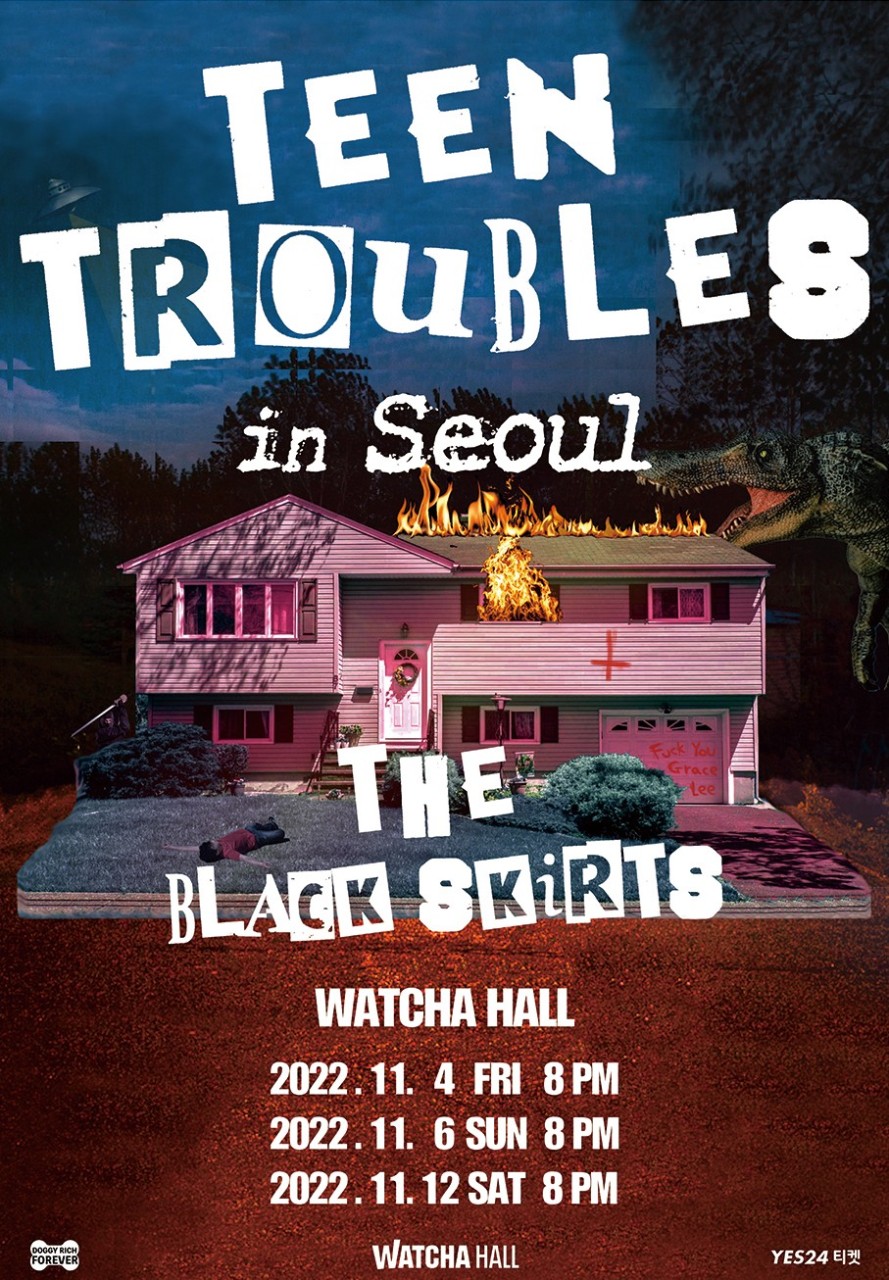 TEEN
TROuBLES
in Seoul
Fuck You
Grace
Lee
THE
BLACK SKiRTS
WATCHA HALL
2022 . 11. 4 FRI 8 PM
2022 . 11. 6 SUN 8 PM
2022 . 11. 12 SAT 8 PM
DOGGY RICH
FOREVER
WATCHA HALL
YES24 티켓